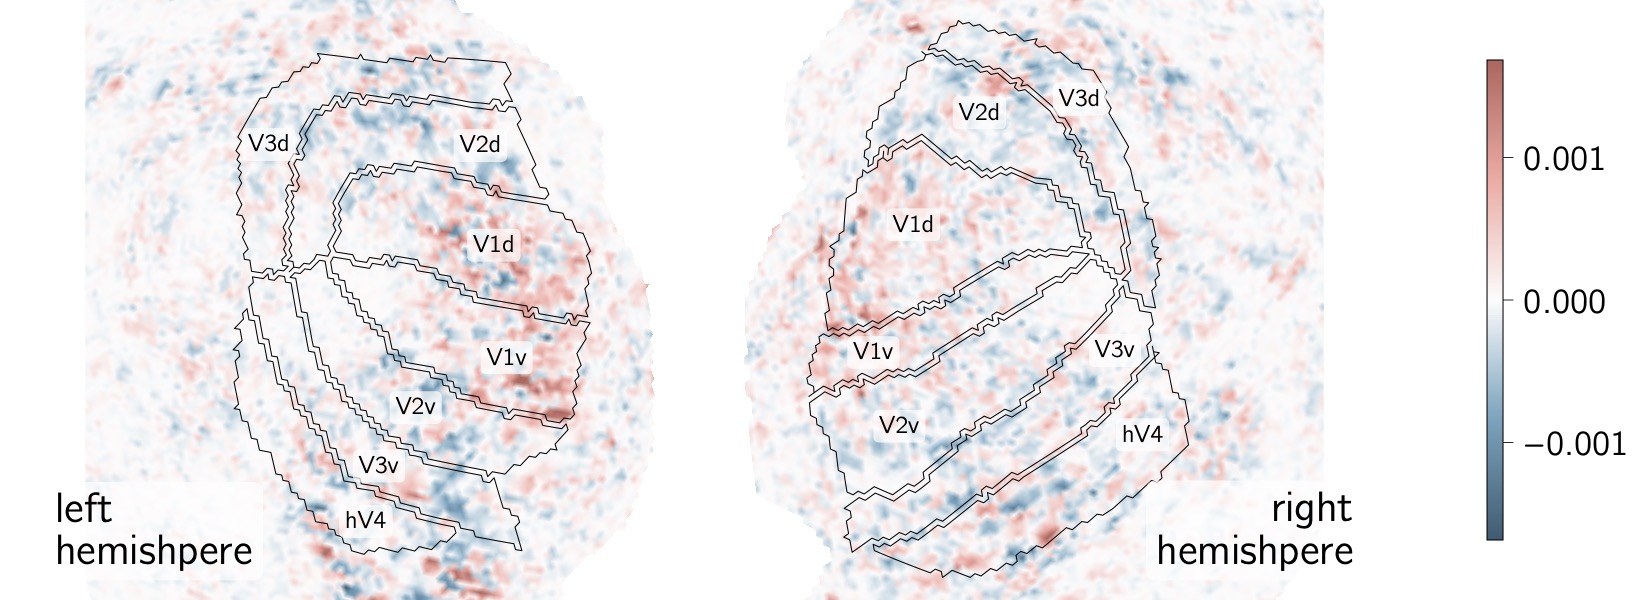 V3d
V2d
V1d
V1v
V2v
V3v
hV4
left
hemishpere
V2d
V3d
V1d
V1v
V3v
V2v
hV4
right
hemishpere
0.001
0.000
−0.001